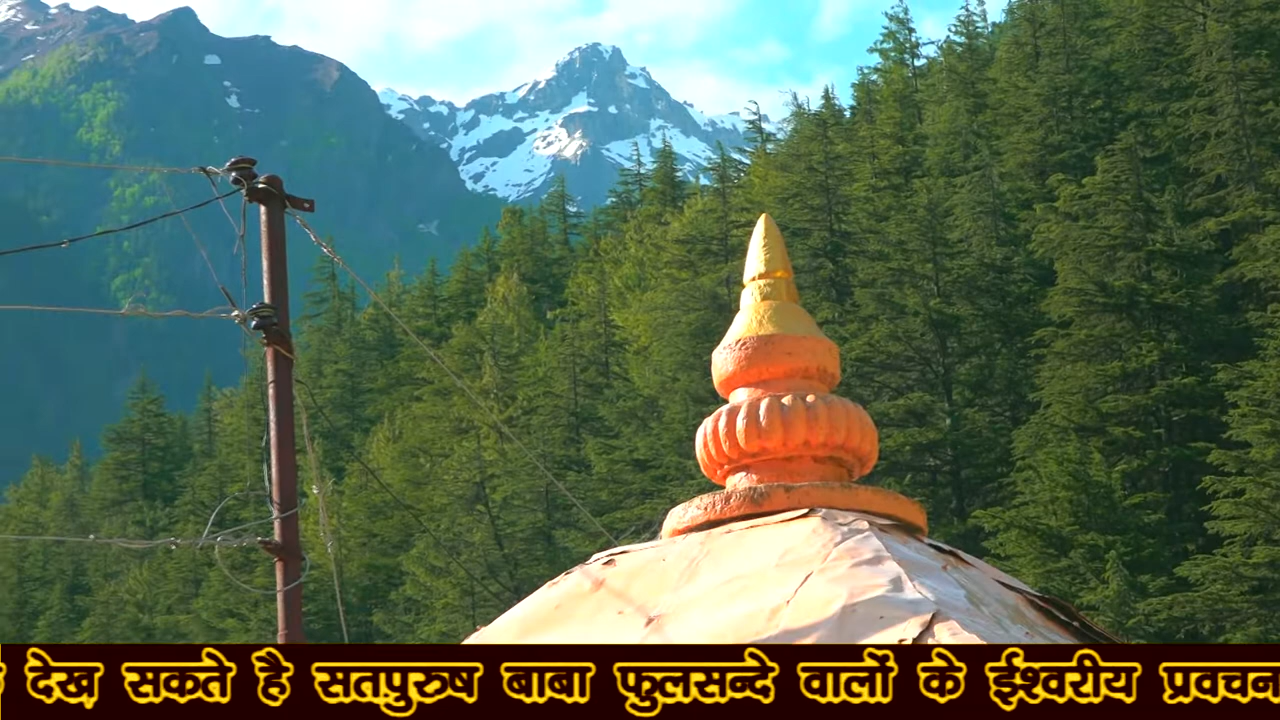 देख सकते है सतपुरुष बाबा फुलसन्दे वालों के ईश्वरीय प्रवचन